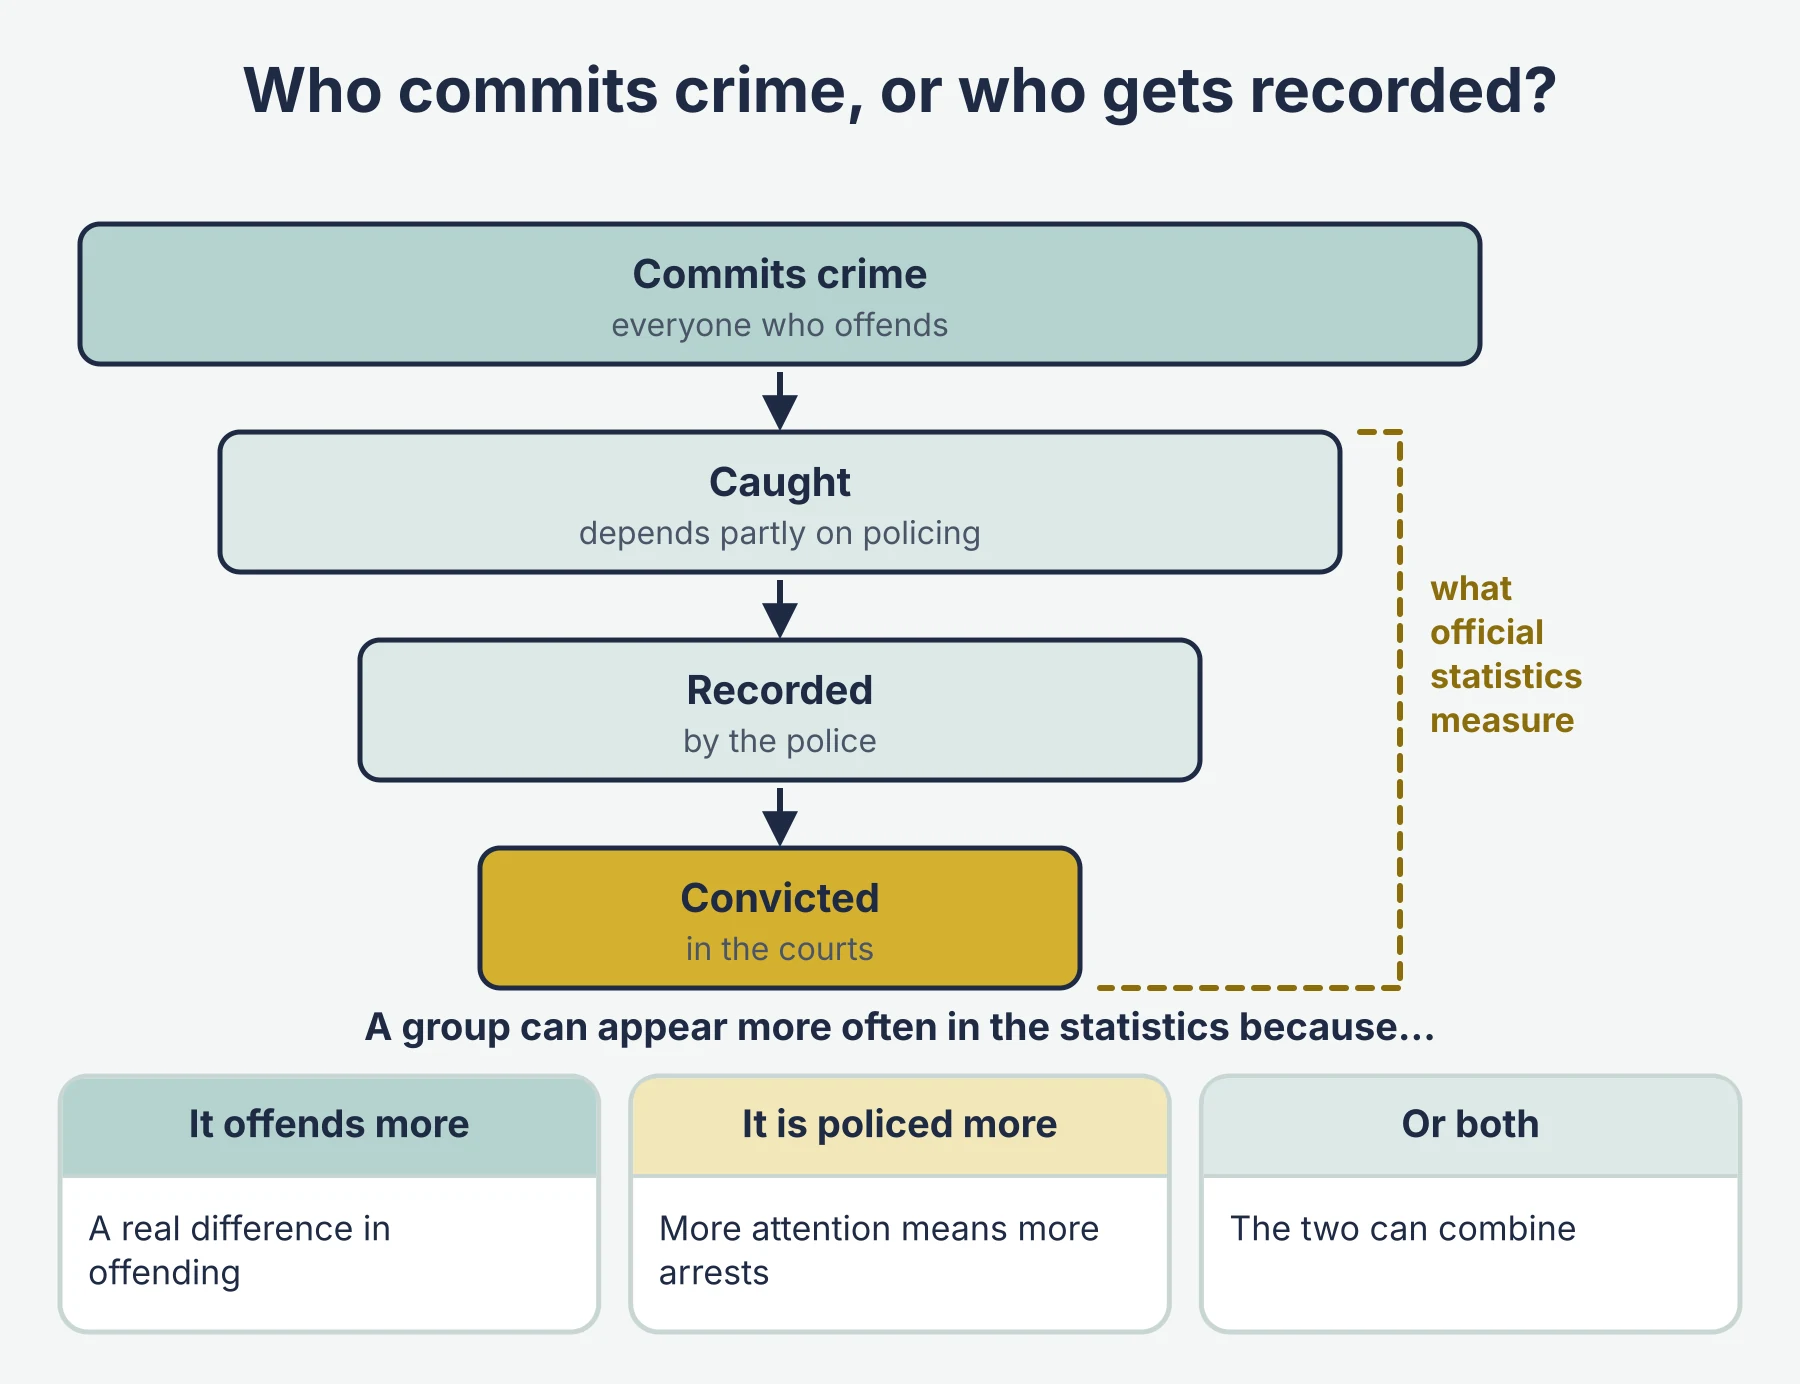 Who commits crime, or who gets recorded?
Commits crime
everyone who offends
Caught
depends partly on policing
Recorded
by the police
what
official
statistics
measure
Convicted
in the courts
A group can appear more often in the statistics because...
It offends more
A real difference in
offending
It is policed more
More attention means more
arrests
Or both
The two can combine